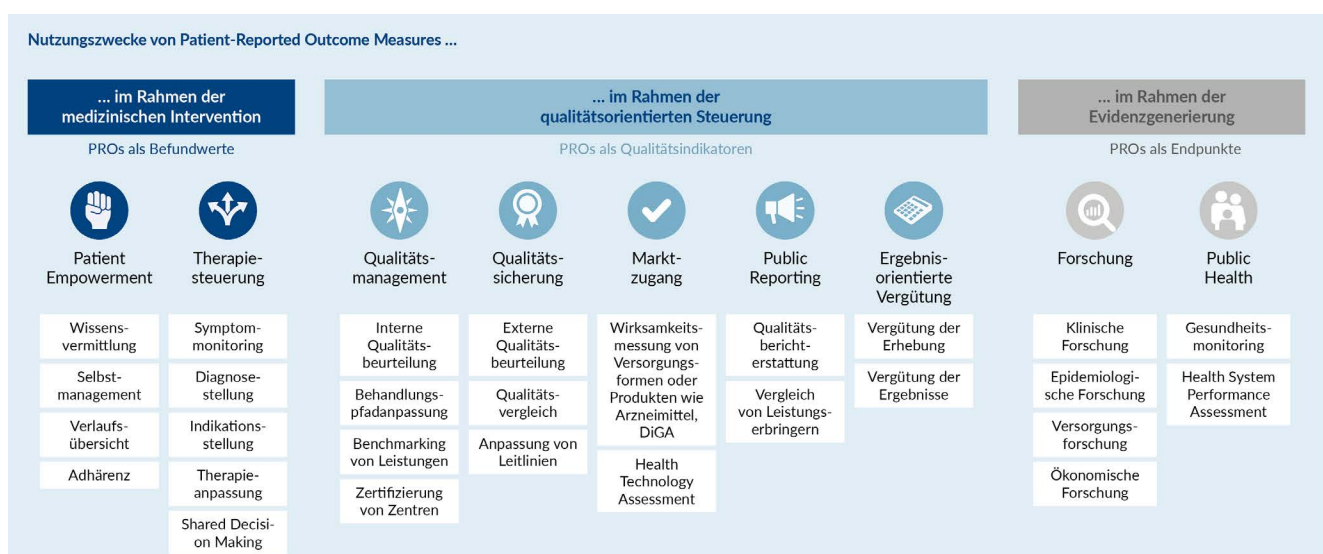 Nutzungszwecke von Patient-Reported Outcome Measures ...
... im Rahmen der
medizinischen Intervention
PROs als Befundwerte
Patient
Empowerment
Wissens-
vermittlung
Selbst-
management
Verlaufs-
übersicht
Adhärenz
Therapie-
steuerung
Symptom-
monitoring
Diagnose-
stellung
Indikations-
stellung
Therapie-
anpassung
Shared Decisi-
on Making
... im Rahmen der
qualitätsorientierten Steuerung
PROs als Qualitätsindikatoren
Qualitäts-
management
Interne
Qualitäts-
beurteilung
Behandlungs-
pfadanpassung
Benchmarking
von Leistungen
Zertifizierung
von Zentren
Qualitäts-
sicherung
Externe
Qualitäts-
beurteilung
Qualitäts-
vergleich
Anpassung von
Leitlinien
Markt-
zugang
Wirksamkeits-
messung von
Versorgungs-
formen oder
Produkten wie
Arzneimittel,
DiGA
Health
Technology
Assessment
Public
Reporting
Qualitäts-
bericht-
erstattung
Vergleich
von Leistungs-
erbringern
Ergebnis-
orientierte
Vergütung
Vergütung der
Erhebung
Vergütung der
Ergebnisse
... im Rahmen der
Evidenzgenerierung
PROs als Endpunkte
Forschung
Klinische
Forschung
Epidemiologi-
sche Forschung
Versorgungs-
forschung
Ökonomische
Forschung
Public
Health
Gesundheits-
monitoring
Health System
Performance
Assessment